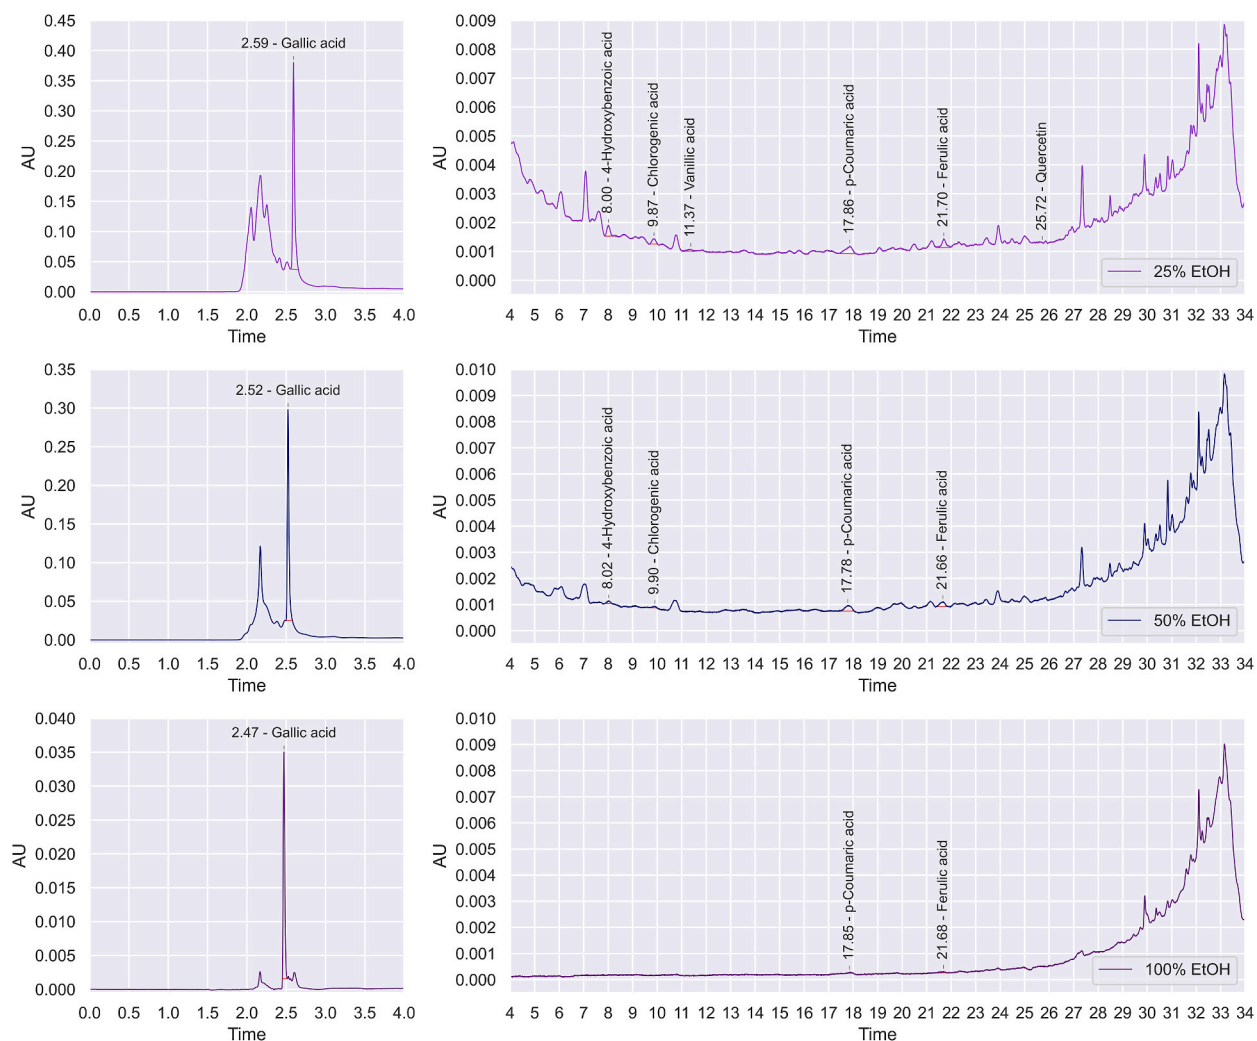 0.45
0.40
0.35
0.30
0.25
0.20
0.15
0.10
0.05
0.00
AU
2.59 - Gallic acid
0.0 0.5 1.0 1.5 2.0 2.5 3.0 3.5 4.0
Time
0.009
0.008
0.007
0.006
0.005
0.004
0.003
0.002
0.001
0.000
AU
8.00 - 4-Hydroxybenzoic acid
9.87 - Chlorogenic acid
11.37 - Vanillic acid
17.86 - p-Coumaric acid
21.70 - Ferulic acid
25.72 - Quercetin
25% EtOH
4 5 6 7 8 9 10 11 12 13 14 15 16 17 18 19 20 21 22 23 24 25 26 27 28 29 30 31 32 33 34
Time
0.35
0.30
0.25
0.20
0.15
0.10
0.05
0.00
AU
2.52 - Gallic acid
0.0 0.5 1.0 1.5 2.0 2.5 3.0 3.5 4.0
Time
0.010
0.009
0.008
0.007
0.006
0.005
0.004
0.003
0.002
0.001
0.000
AU
8.02 - 4-Hydroxybenzoic acid
9.90 - Chlorogenic acid
17.78 - p-Coumaric acid
21.66 - Ferulic acid
50% EtOH
4 5 6 7 8 9 10 11 12 13 14 15 16 17 18 19 20 21 22 23 24 25 26 27 28 29 30 31 32 33 34
Time
0.040
0.035
0.030
0.025
0.020
0.015
0.010
0.005
0.000
AU
2.47 - Gallic acid
0.0 0.5 1.0 1.5 2.0 2.5 3.0 3.5 4.0
Time
0.010
0.009
0.008
0.007
0.006
0.005
0.004
0.003
0.002
0.001
0.000
AU
17.85 - p-Coumaric acid
21.68 - Ferulic acid
100% EtOH
4 5 6 7 8 9 10 11 12 13 14 15 16 17 18 19 20 21 22 23 24 25 26 27 28 29 30 31 32 33 34
Time